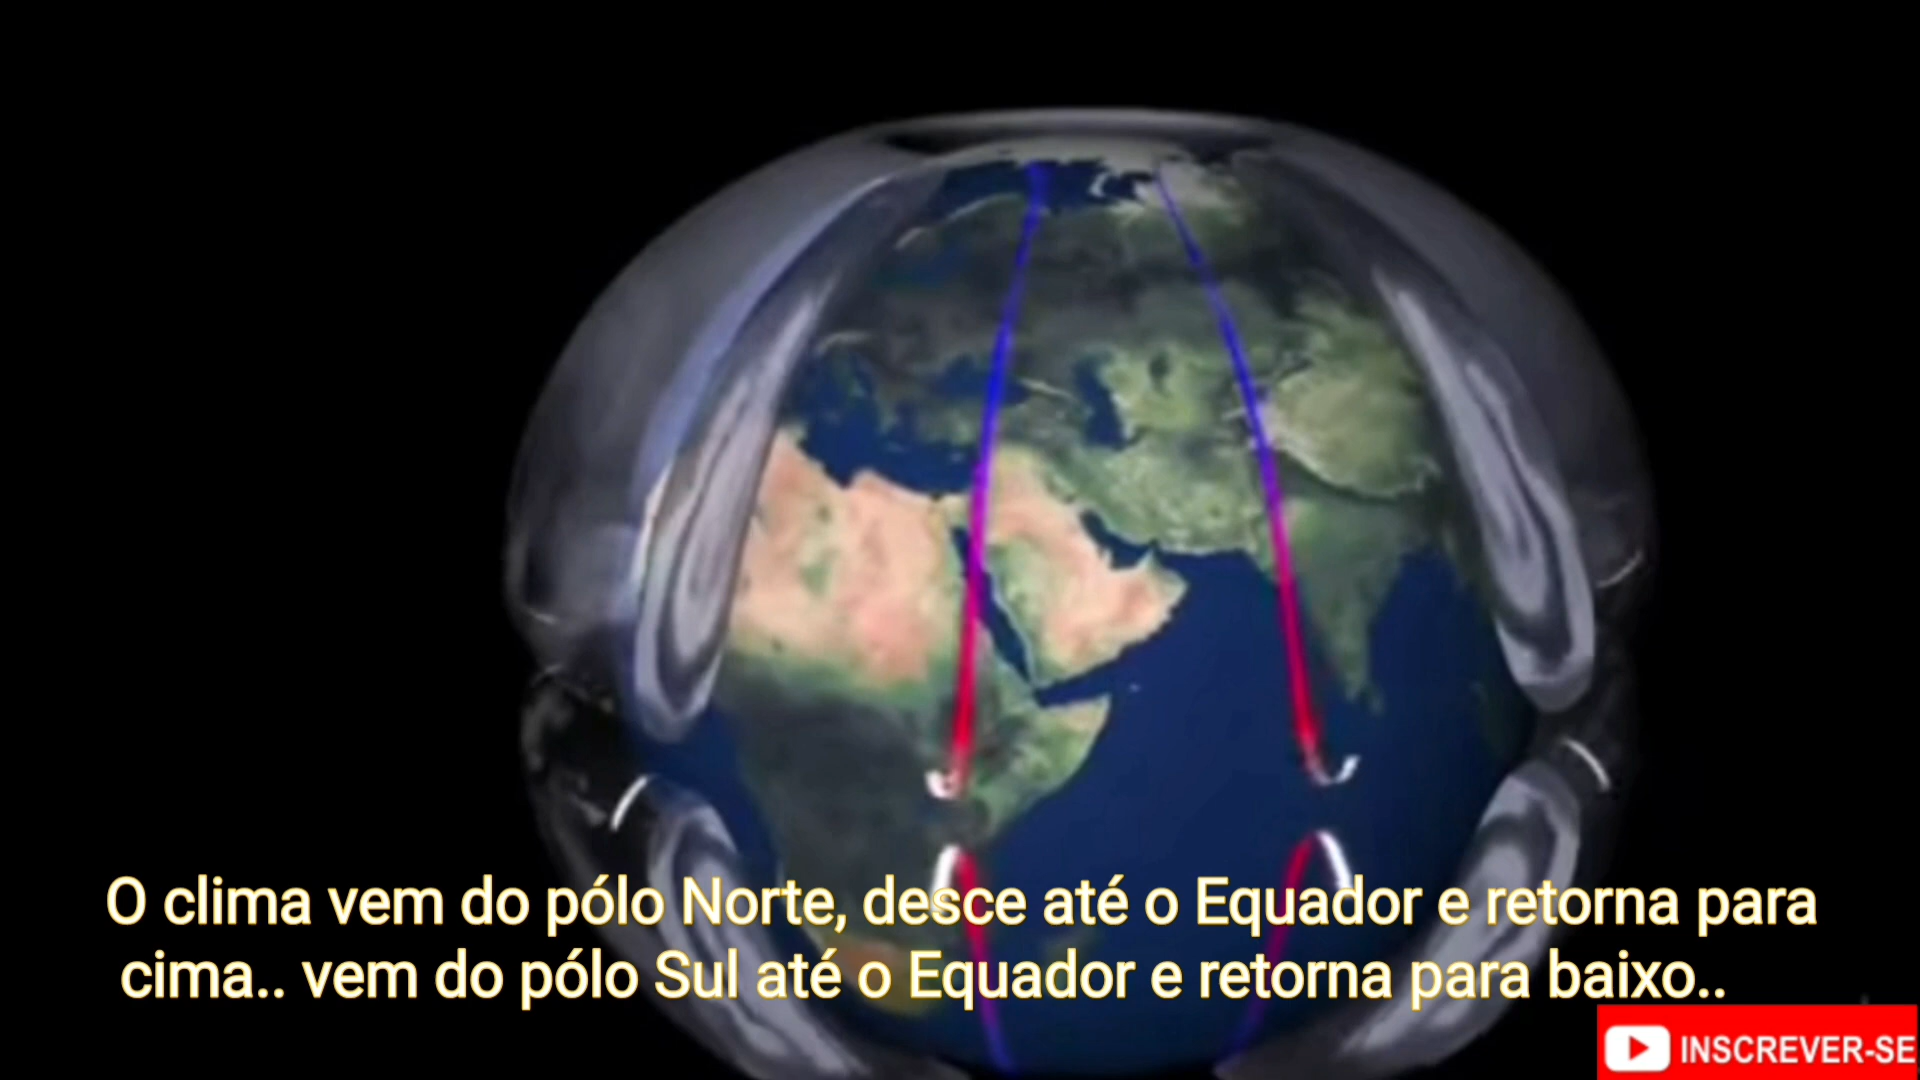 O clima vem do pólo Norte, desce até o Equador e retorna para
cima.. vem do pólo Sul até o Equador e retorna para baixo..
INSCREVER-SE